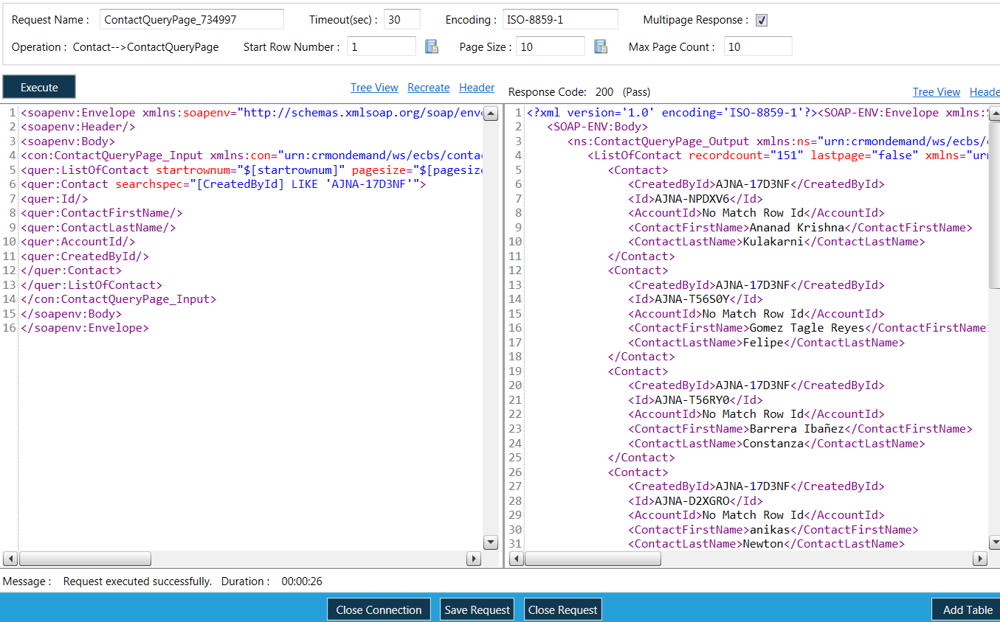 Request Name : ContactQueryPage_734997 Timeout(sec) : 30 Encoding : ISO-8859-1 Multipage Response :
Operation : Contact-->ContactQueryPage Start Row Number : 1 Page Size : 10 Max Page Count : 10
Execute Tree View Recreate Header
Response Code: 200 (Pass) Tree View Heade
1 <soapenv:Envelope xmlns:soapenv="http://schemas.xmlsoap.org/soap/enve
2 <soapenv:Header/>
3 <soapenv:Body>
4 <con:ContactQueryPage_Input xmlns:con="urn:crmondemand/ws/ecbs/conta
5 <quer:ListOfContact startrownum="$[startrownum]" pagesize="$[pagesize
6 <quer:Contact searchspec="[CreatedById] LIKE 'AJNA-17D3NF'">
7 <quer:Id/>
8 <quer:ContactFirstName/>
9 <quer:ContactLastName/>
10 <quer:AccountId/>
11 <quer:CreatedById/>
12 </quer:Contact>
13 </quer:ListOfContact>
14 </con:ContactQueryPage_Input>
15 </soapenv:Body>
16 </soapenv:Envelope>
1 <?xml version='1.0' encoding='ISO-8859-1'?><SOAP-ENV:Envelope xmlns:S
2 <SOAP-ENV:Body>
3 <ns:ContactQueryPage_Output xmlns:ns="urn:crmondemand/ws/ecbs/
4 <ListOfContact recordcount="151" lastpage="false" xmlns="urn
5 <Contact>
6 <CreatedById>AJNA-17D3NF</CreatedById>
7 <Id>AJNA-NPDXV6</Id>
8 <AccountId>No Match Row Id</AccountId>
9 <ContactFirstName>Ananad Krishna</ContactFirstName>
10 <ContactLastName>Kulakarni</ContactLastName>
11 </Contact>
12 <Contact>
13 <CreatedById>AJNA-17D3NF</CreatedById>
14 <Id>AJNA-T56S0Y</Id>
15 <AccountId>No Match Row Id</AccountId>
16 <ContactFirstName>Gomez Tagle Reyes</ContactFirstName
17 <ContactLastName>Felipe</ContactLastName>
18 </Contact>
19 <Contact>
20 <CreatedById>AJNA-17D3NF</CreatedById>
21 <Id>AJNA-T56RY0</Id>
22 <AccountId>No Match Row Id</AccountId>
23 <ContactFirstName>Barrera Ibañez</ContactFirstName>
24 <ContactLastName>Constanza</ContactLastName>
25 </Contact>
26 <Contact>
27 <CreatedById>AJNA-17D3NF</CreatedById>
28 <Id>AJNA-D2XGRO</Id>
29 <AccountId>No Match Row Id</AccountId>
30 <ContactFirstName>anikas</ContactFirstName>
31 <ContactLastName>Newton</ContactLastName>
Message : Request executed successfully. Duration : 00:00:26
Close Connection Save Request Close Request Add Table